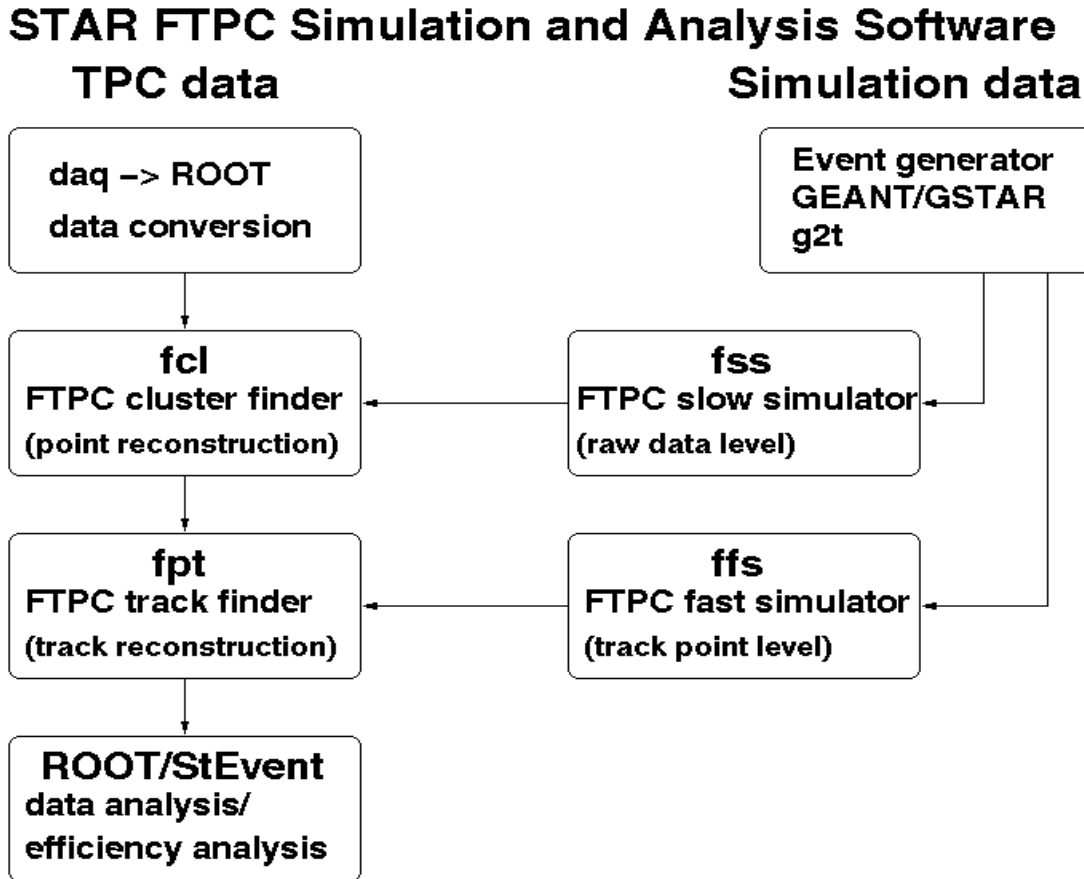 STAR FTPC Simulation and Analysis Software
TPC data
Simulation data
daq -> ROOT
data conversion
Event generator
GEANT/GSTAR
g2t
fcl
FTPC cluster finder
(point reconstruction)
fss
FTPC slow simulator
(raw data level)
fpt
FTPC track finder
(track reconstruction)
ffs
FTPC fast simulator
(track point level)
ROOT/StEvent
data analysis/
efficiency analysis